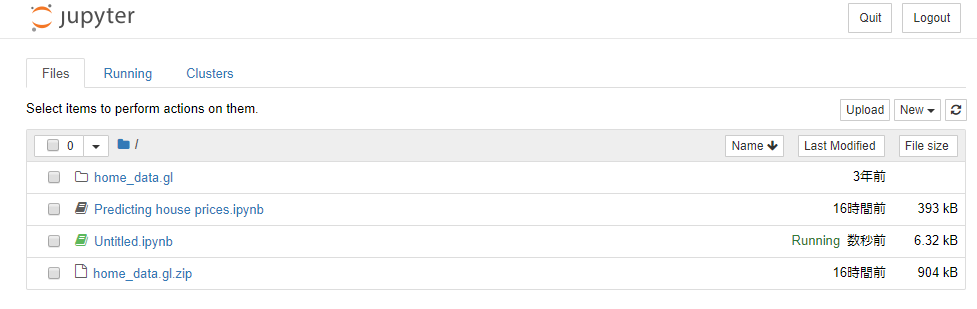 jupyter Quit Logout
Files Running Clusters
Select items to perform actions on them. Upload New
0 / Name Last Modified File size
home_data.gl 3年前
Predicting house prices.ipynb 16時間前 393 kB
Untitled.ipynb Running 数秒前 6.32 kB
home_data.gl.zip 16時間前 904 kB